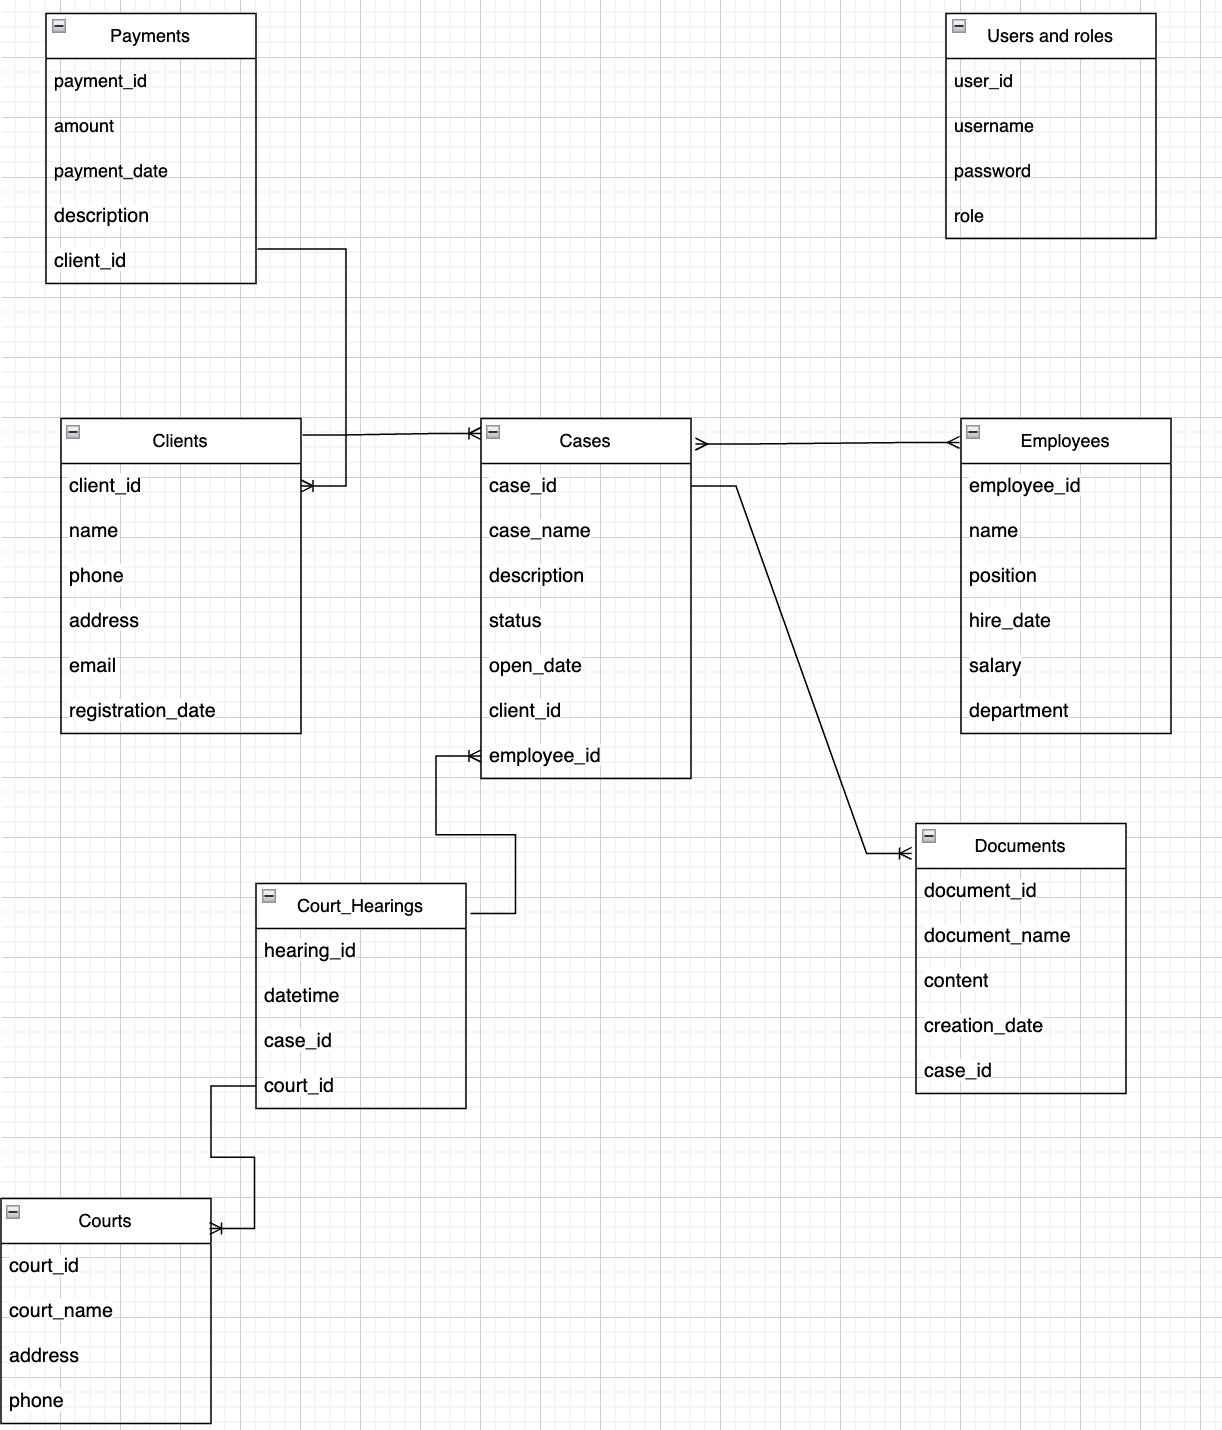 Payments
payment_id
amount
payment_date
description
client_id
Users and roles
user_id
username
password
role
Clients
client_id
name
phone
address
email
registration_date
Cases
case_id
case_name
description
status
open_date
client_id
employee_id
Employees
employee_id
name
position
hire_date
salary
department
Documents
document_id
document_name
content
creation_date
case_id
Court_Hearings
hearing_id
datetime
case_id
court_id
Courts
court_id
court_name
address
phone